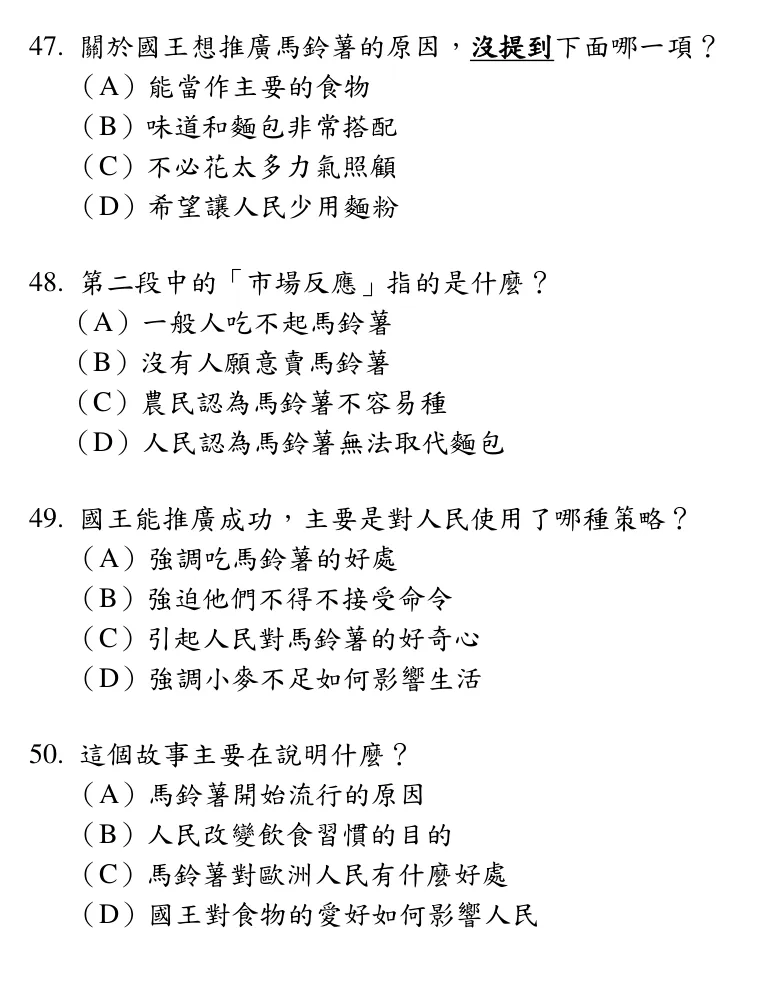 47. 關於國王想推廣馬鈴薯的原因，沒提到下面哪一項？
（A）能當作主要的食物
（B）味道和麵包非常搭配
（C）不必花太多力氣照顧
（D）希望讓人民少用麵粉
48. 第二段中的「市場反應」指的是什麼？
（A）一般人吃不起馬鈴薯
（B）沒有人願意賣馬鈴薯
（C）農民認為馬鈴薯不容易種
（D）人民認為馬鈴薯無法取代麵包
49. 國王能推廣成功，主要是對人民使用了哪種策略？
（A）強調吃馬鈴薯的好處
（B）強迫他們不得不接受命令
（C）引起人民對馬鈴薯的好奇心
（D）強調小麥不足如何影響生活
50. 這個故事主要在說明什麼？
（A）馬鈴薯開始流行的原因
（B）人民改變飲食習慣的目的
（C）馬鈴薯對歐洲人民有什麼好處
（D）國王對食物的愛好如何影響人民